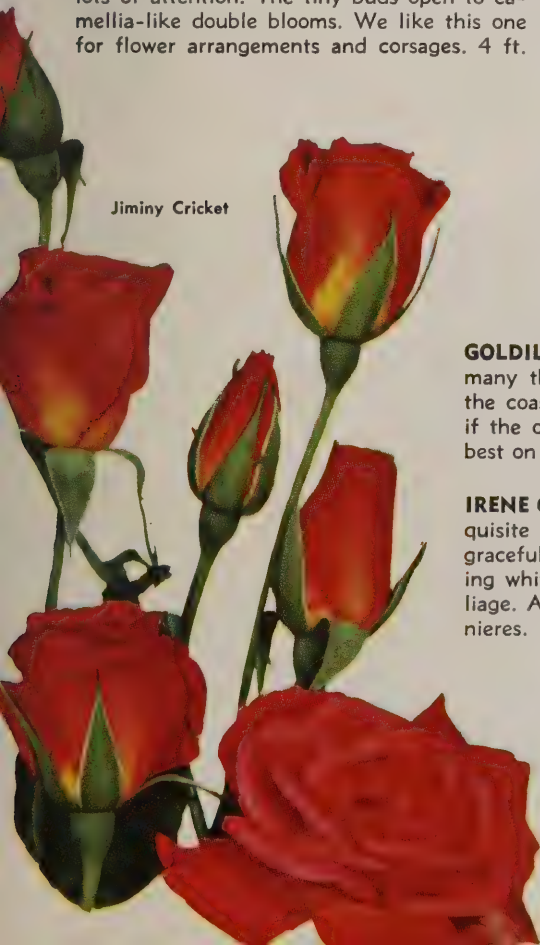 lots of attention. The tiny buds open to ca-
mellia-like double blooms. We like this one
for flower arrangements and corsages. 4 ft.
Jiminy Cricket
GOLDIL
many th
the coas
if the c
best on
IRENE
quisite
graceful
ing whi
liage. A
nieres.